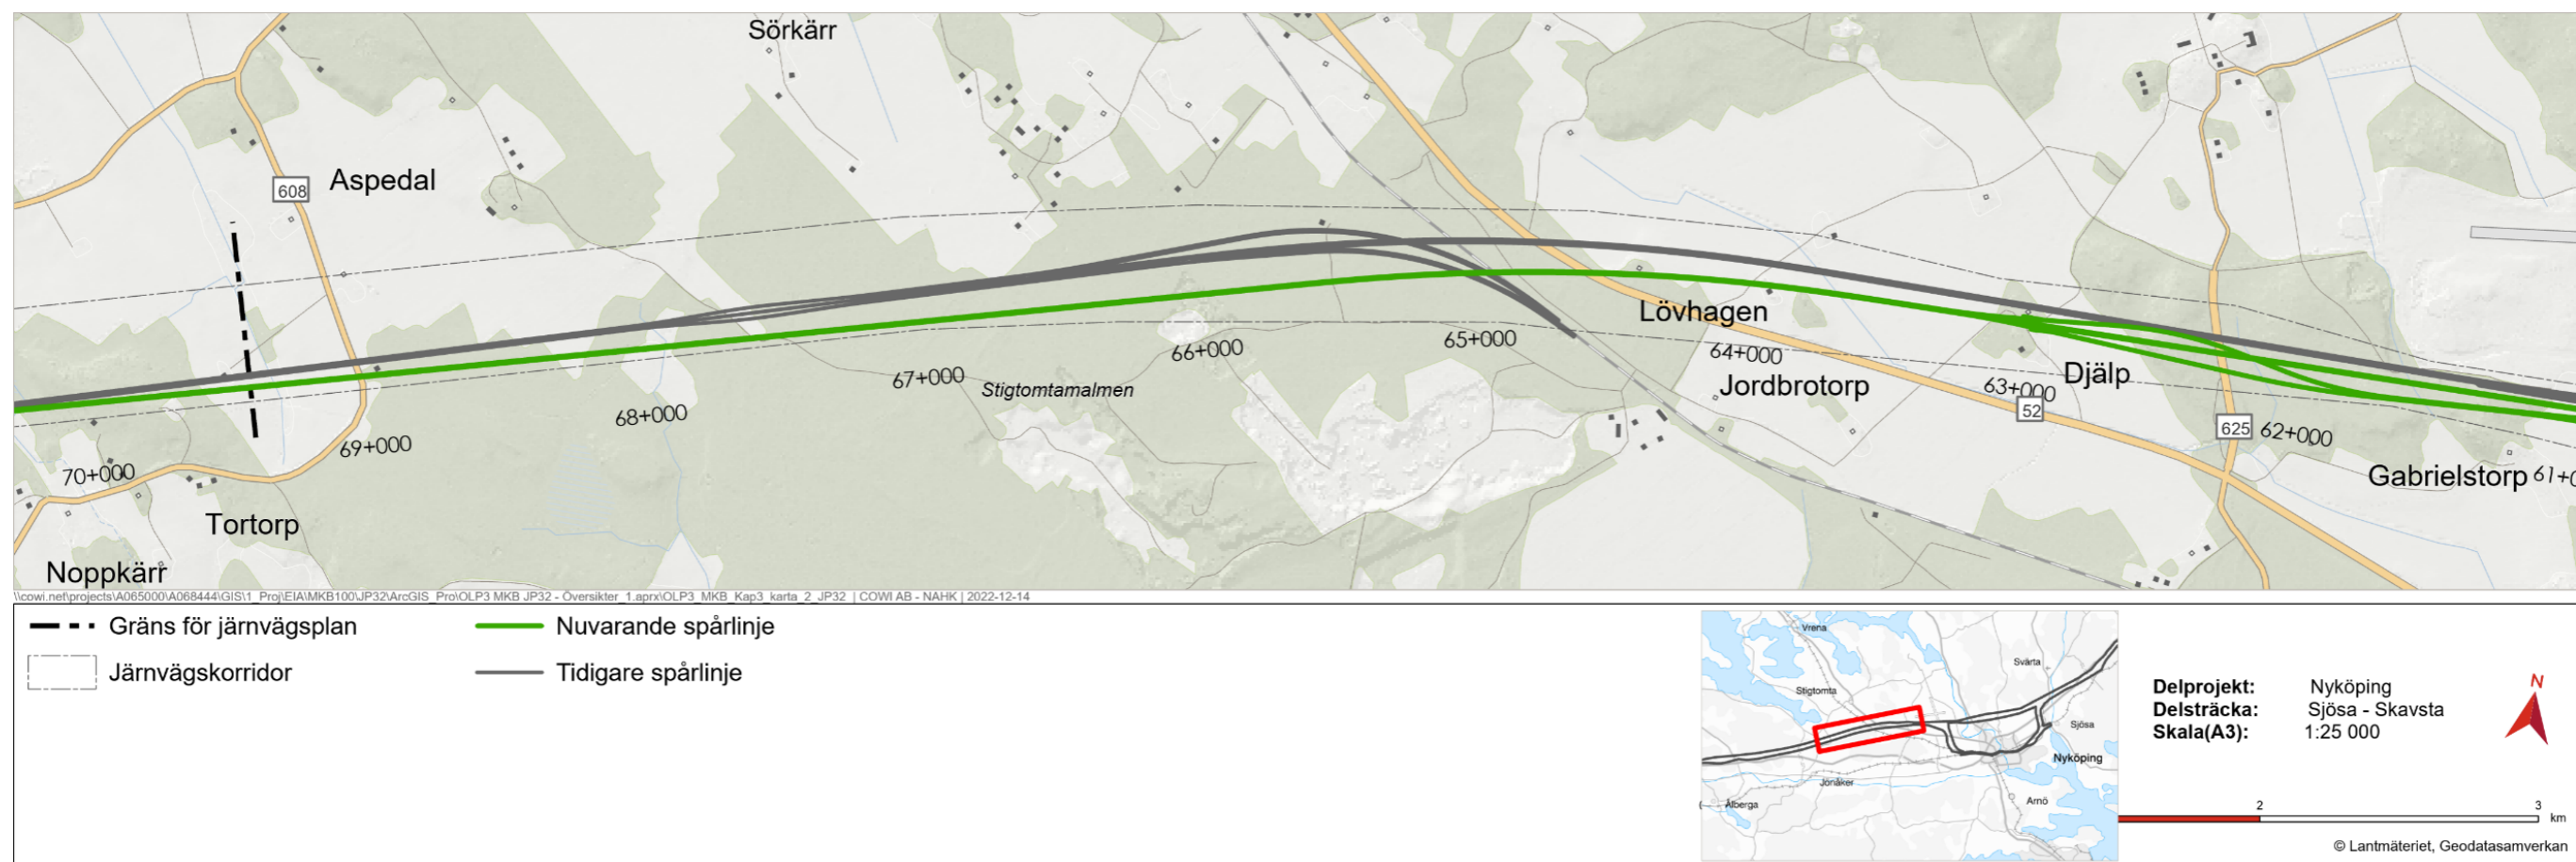 Sörkärr
608
Aspedal
Lövhagen
66+000
65+000
64+000
67+000
Stigtomtamalmen
Jordbrotorp
63+000
Djälp
52
68+000
69+000
625
62+000
70+000
Gabrielstorp
61+0
Tortorp
Noppkärr
\\cowi.net\projects\A065000\A068444\GIS\1_Proj\EIA\MKB100\JP32\ArcGIS_Pro\OLP3 MKB JP32 - Översikter_1.aprx\OLP3_MKB_Kap3_karta_2_JP32 | COWI AB - NAHK | 2022-12-14
Gräns för järnvägsplan
Nuvarande spårlinje
Järnvägskorridor
Tidigare spårlinje
Vrena
Svärta
Stigtomta
Sjösa
Nyköping
Jönåker
Ålberga
Arnö
Delprojekt: Nyköping
Delsträcka: Sjösa - Skavsta
Skala(A3): 1:25 000
N
2
3
km
© Lantmäteriet, Geodatasamverkan